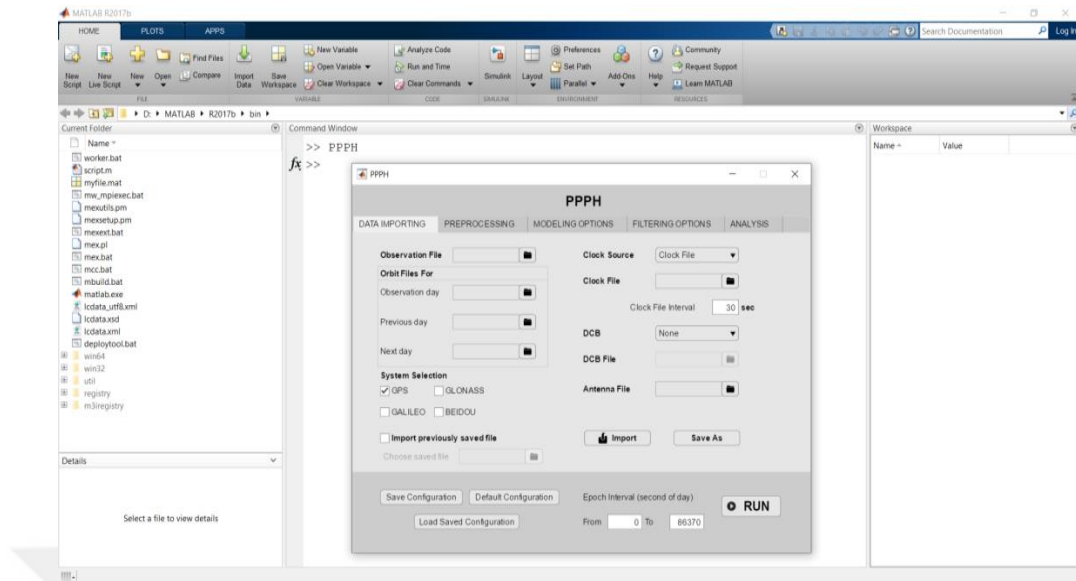 MATLAB R2017b
HOME PLOTS APPS
Search Documentation Log In
New Script
New Live Script
New
Open
Find Files
Compare
Import Data
Save Workspace
New Variable
Open Variable
Clear Workspace
Analyze Code
Run and Time
Clear Commands
Simulink
Layout
Preferences
Set Path
Parallel
Add-Ons
Help
Community
Request Support
Learn MATLAB
FILE VARIABLE CODE SIMULINK ENVIRONMENT RESOURCES
D: MATLAB R2017b bin
Current Folder
Name
worker.bat
script.m
myfile.mat
mw_mpiexec.bat
mexutils.pm
mexsetup.pm
mexext.bat
mex.pl
mex.bat
mcc.bat
mbuild.bat
matlab.exe
lcdata_utf8.xml
lcdata.xsd
lcdata.xml
deploytool.bat
win64
win32
util
registry
m3iregistry
Details
Select a file to view details
Command Window
>> PPPH
fx >>
PPPH
PPPH
DATA IMPORTING PREPROCESSING MODELING OPTIONS FILTERING OPTIONS ANALYSIS
Observation File
Orbit Files For
Observation day
Previous day
Next day
System Selection
GPS GLONASS
GALILEO BEIDOU
Import previously saved file
Choose saved file
Clock Source Clock File
Clock File
Clock File Interval 30 sec
DCB None
DCB File
Antenna File
Import Save As
Save Configuration Default Configuration
Load Saved Configuration
Epoch Interval (second of day)
From 0 To 86370
RUN
Workspace
Name Value